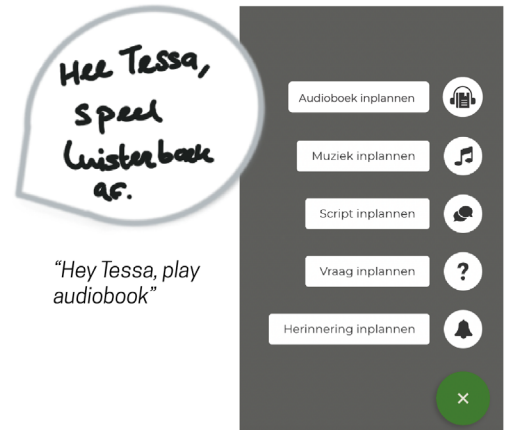 Hee Tessa,
speel
luisterboek
af.
"Hey Tessa, play
audiobook"
Audioboek inplannen
Muziek inplannen
Script inplannen
Vraag inplannen
?
Herinnering inplannen
×